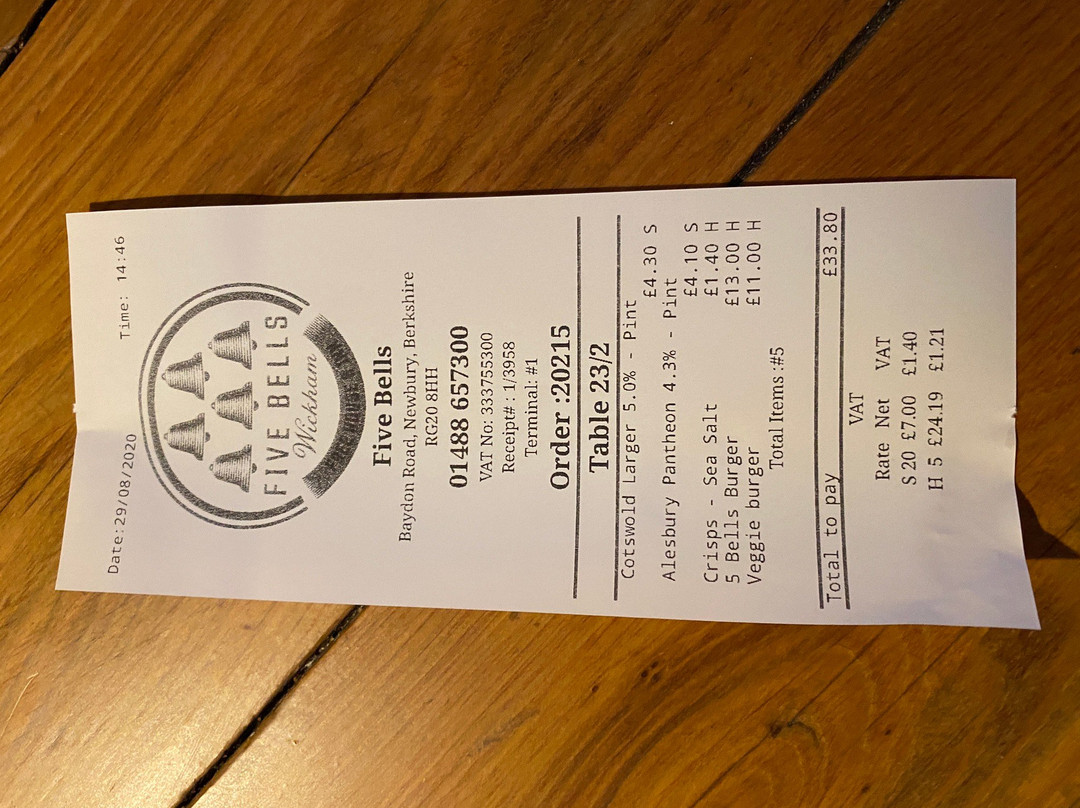 Date:29/08/2020 Time: 14:46
FIVE BELLS
Wickham
Five Bells
Baydon Road, Newbury, Berkshire
RG20 8HH
01488 657300
VAT No: 333755300
Receipt# : 1/3958
Terminal: #1
Order :20215
Table 23/2
Cotswold Larger 5.0% - Pint
£4.30 S
Alesbury Pantheon 4.3% - Pint
£4.10 S
Crisps - Sea Salt £1.40 H
5 Bells Burger £13.00 H
Veggie burger £11.00 H
Total Items :#5
Total to pay £33.80
VAT
Rate Net VAT
S 20 £7.00 £1.40
H 5 £24.19 £1.21